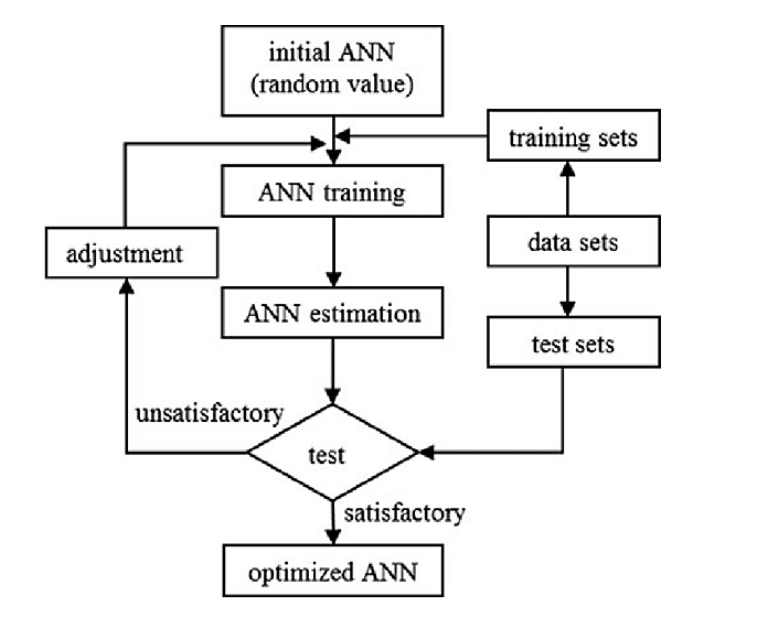 initial ANN
(random value)
training sets
ANN training
data sets
adjustment
ANN estimation
test sets
unsatisfactory
test
satisfactory
optimized ANN